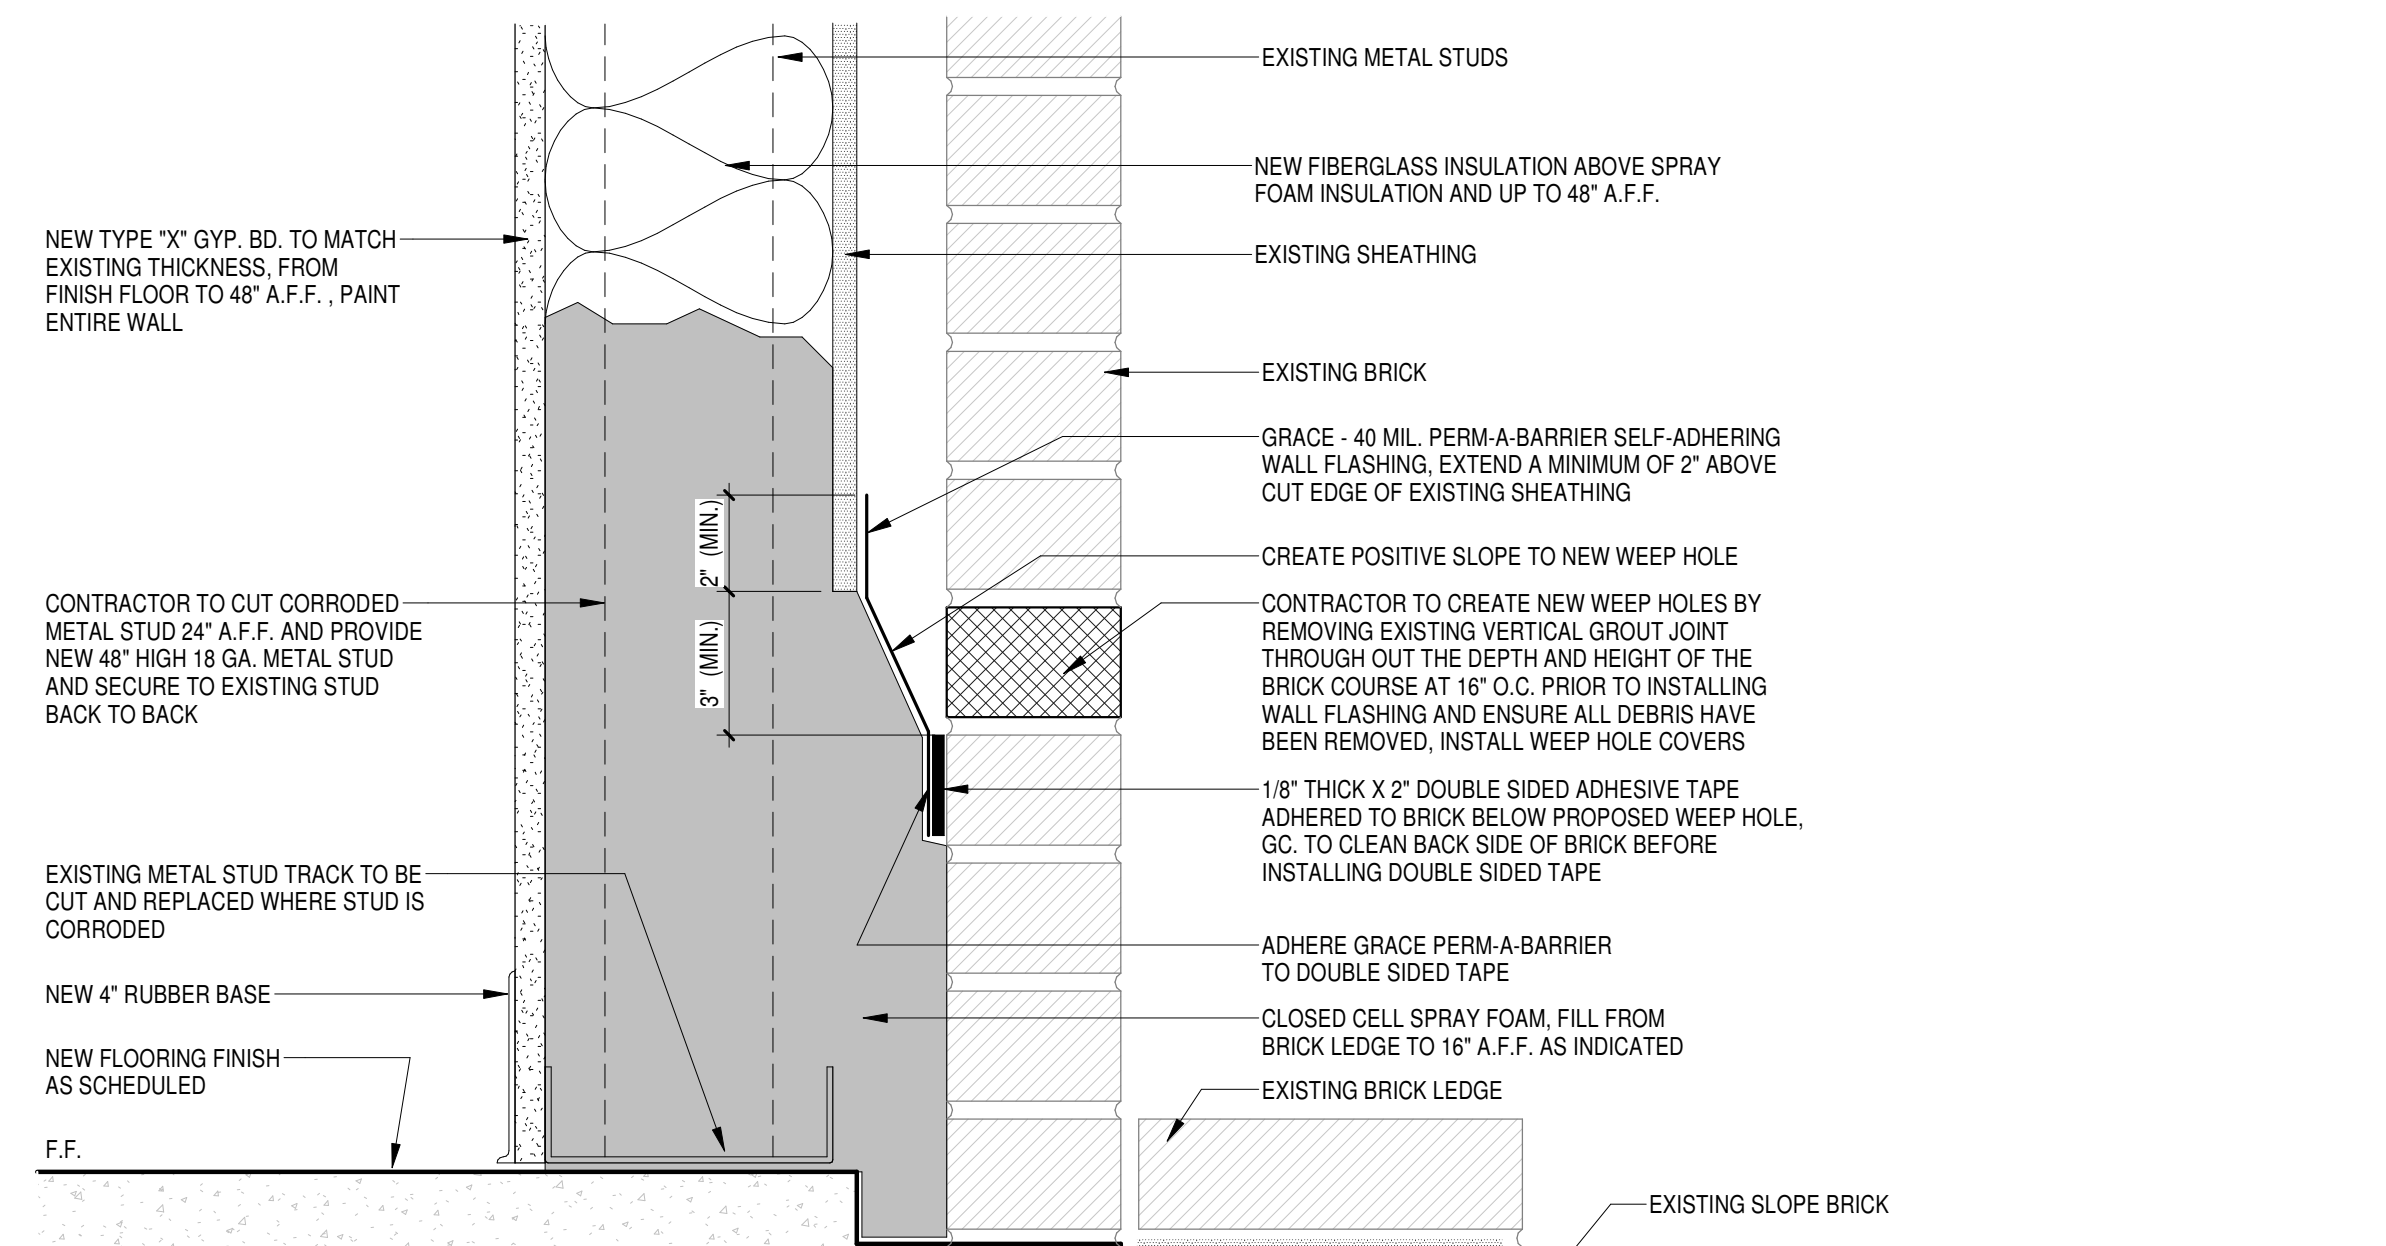 NEW TYPE "X" GYP. BD. TO MATCH
EXISTING THICKNESS, FROM
FINISH FLOOR TO 48" A.F.F. , PAINT
ENTIRE WALL
CONTRACTOR TO CUT CORRODED
METAL STUD 24" A.F.F. AND PROVIDE
NEW 48" HIGH 18 GA. METAL STUD
AND SECURE TO EXISTING STUD
BACK TO BACK
EXISTING METAL STUD TRACK TO BE
CUT AND REPLACED WHERE STUD IS
CORRODED
NEW 4" RUBBER BASE
NEW FLOORING FINISH
AS SCHEDULED
F.F.
2" (MIN.)
3" (MIN.)
EXISTING METAL STUDS
NEW FIBERGLASS INSULATION ABOVE SPRAY
FOAM INSULATION AND UP TO 48" A.F.F.
EXISTING SHEATHING
EXISTING BRICK
GRACE - 40 MIL. PERM-A-BARRIER SELF-ADHERING
WALL FLASHING, EXTEND A MINIMUM OF 2" ABOVE
CUT EDGE OF EXISTING SHEATHING
CREATE POSITIVE SLOPE TO NEW WEEP HOLE
CONTRACTOR TO CREATE NEW WEEP HOLES BY
REMOVING EXISTING VERTICAL GROUT JOINT
THROUGH OUT THE DEPTH AND HEIGHT OF THE
BRICK COURSE AT 16" O.C. PRIOR TO INSTALLING
WALL FLASHING AND ENSURE ALL DEBRIS HAVE
BEEN REMOVED, INSTALL WEEP HOLE COVERS
1/8" THICK X 2" DOUBLE SIDED ADHESIVE TAPE
ADHERED TO BRICK BELOW PROPOSED WEEP HOLE,
GC. TO CLEAN BACK SIDE OF BRICK BEFORE
INSTALLING DOUBLE SIDED TAPE
ADHERE GRACE PERM-A-BARRIER
TO DOUBLE SIDED TAPE
CLOSED CELL SPRAY FOAM, FILL FROM
BRICK LEDGE TO 16" A.F.F. AS INDICATED
EXISTING BRICK LEDGE
EXISTING SLOPE BRICK